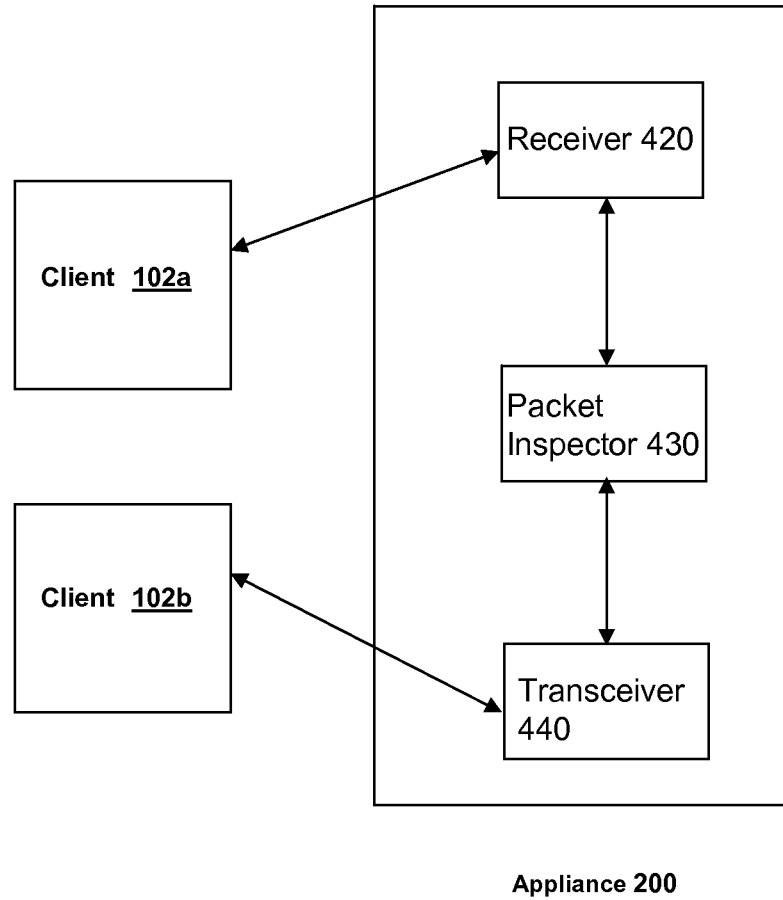 Receiver 420
Client 102a
Packet
Inspector 430
Client 102b
Transceiver
440
Appliance 200